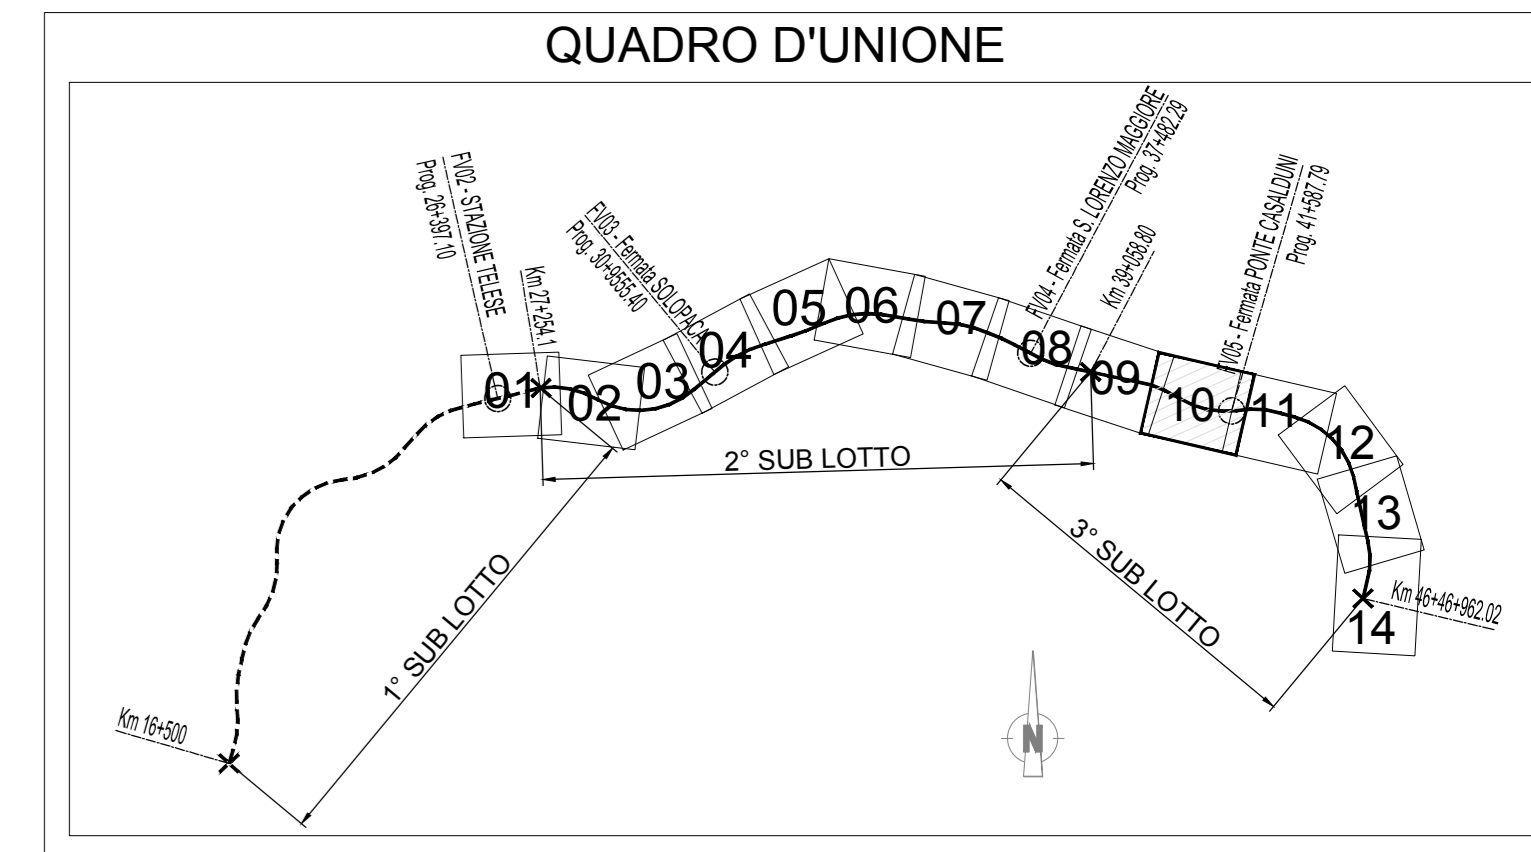 QUADRO D'UNIONE
FV02 - STAZIONE TELESE
Prog. 26+397.10
Km 27+254.1
FV03 - Fermata SOLOPACA
Prog. 30+9555.40
FV04 - Fermata S. LORENZO MAGGIORE
Prog. 37+482.29
Km 39+058.80
FV05 - Fermata PONTE CASALDUNI
Prog. 41+587.79
01
02
03
04
05
06
07
08
09
10
11
12
13
14
1° SUB LOTTO
2° SUB LOTTO
3° SUB LOTTO
Km 16+500
Km 46+46+962.02
N